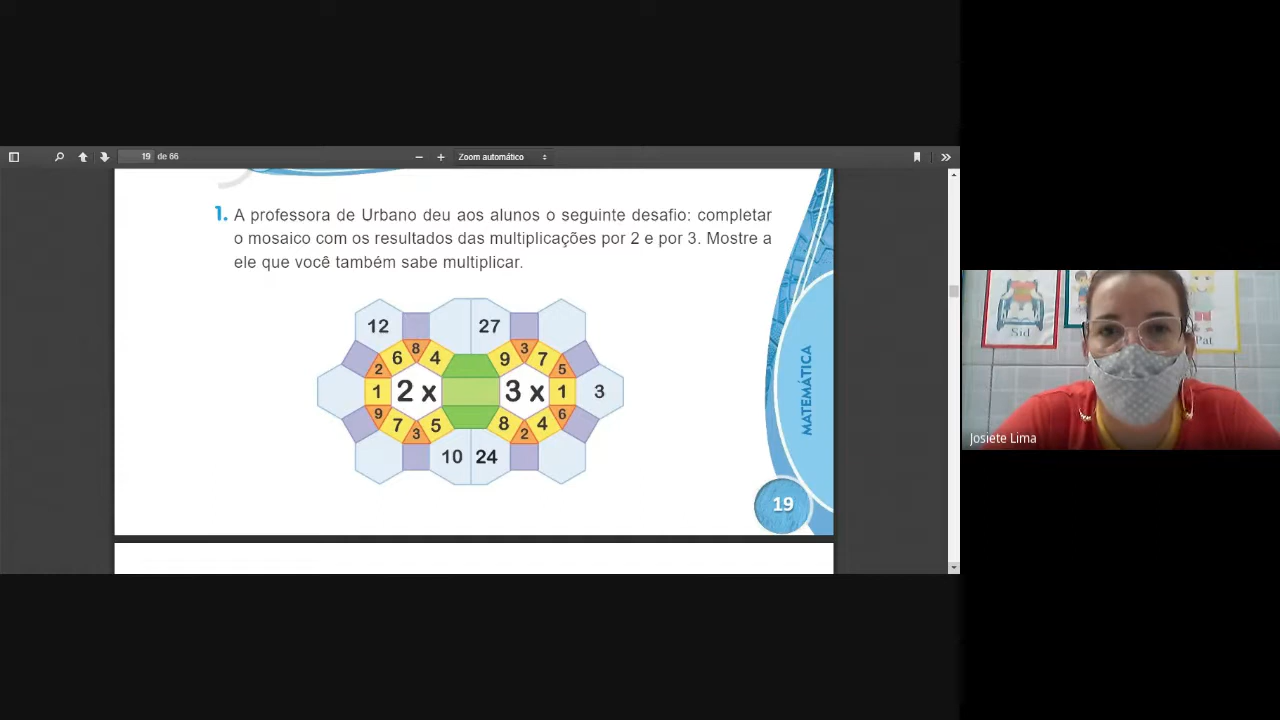 19 de 66
Zoom automático
1. A professora de Urbano deu aos alunos o seguinte desafio: completar
o mosaico com os resultados das multiplicações por 2 e por 3. Mostre a
ele que você também sabe multiplicar.
12 27
6 8 4 9 3 7
2 5
1 2 x 3 x 1 3
9 6
7 3 5 8 2 4
10 24
MATEMÁTICA
19
Sid
Pat
Josiete Lima